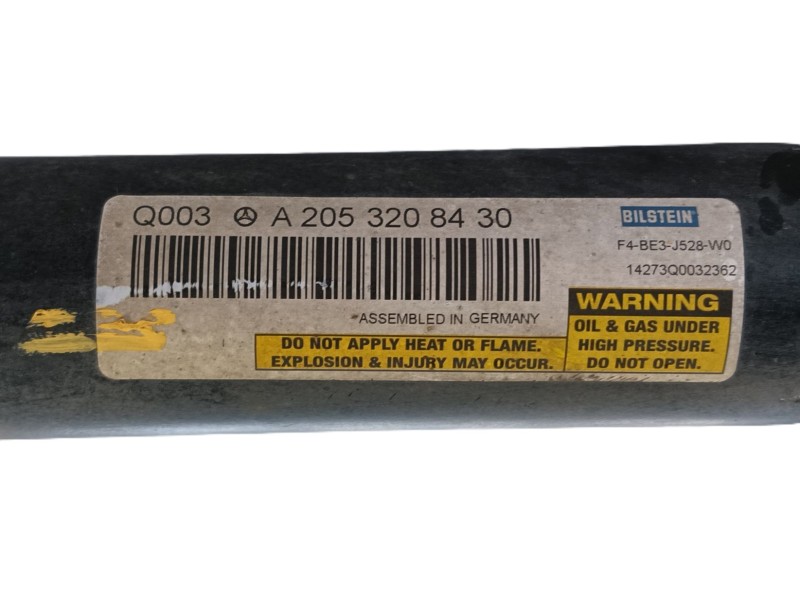 Q003 A 205 320 84 30
BILSTEIN
F4-BE3-J528-W0
14273Q0032362
ASSEMBLED IN GERMANY
WARNING
OIL & GAS UNDER
HIGH PRESSURE.
DO NOT OPEN.
DO NOT APPLY HEAT OR FLAME.
EXPLOSION & INJURY MAY OCCUR.